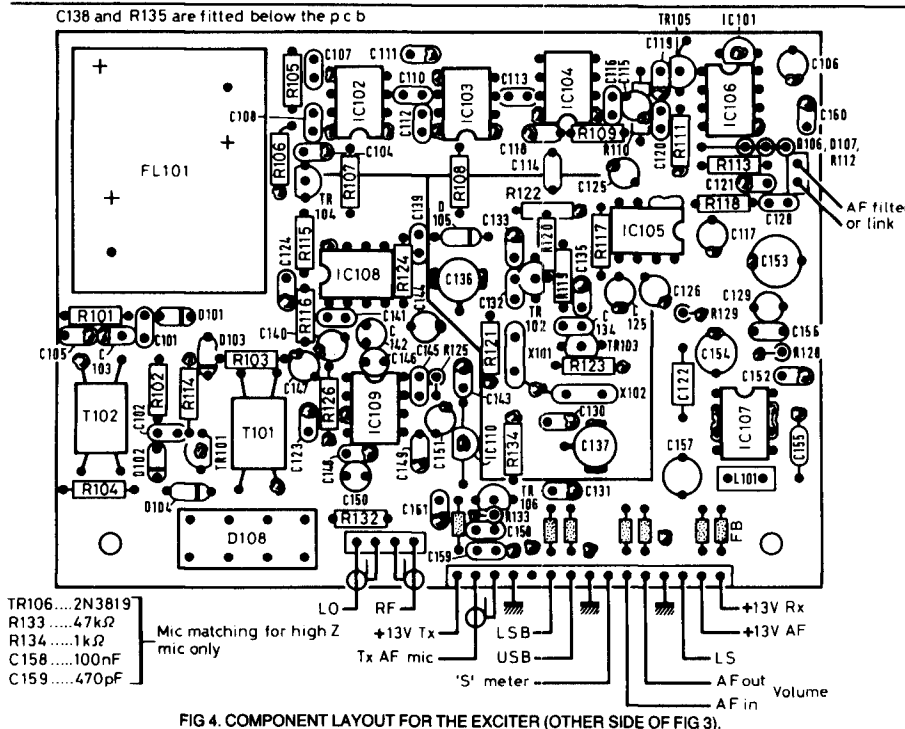 C138 and R135 are fitted below the pcb
TR105
IC101
C119
C107
C111
C110
C113
IC104
C116
C115
C106
R105
IC102
IC103
IC106
C108
C112
C160
R106
C104
C118
R109
R110
C120
R111
R106, D107,
R112
FL101
R107
R108
C114
C125
R113
C121
TR
104
R122
R118
C128
AF filter
or link
C139
D
105
C133
R120
R117
IC105
C117
C124
R115
IC108
R124
C136
R119
C135
C153
C132
C
125
C126
C129
R101
D101
R116
C141
C144
TR
102
C134
R129
C156
C105
C
103
C101
D103
C140
C
142
R121
X101
TR103
C154
R128
R103
C146
C145
R125
R123
C152
R102
R114
C147
R126
IC109
C143
X102
C122
T102
T101
C102
C123
C151
IC110
R134
C130
C137
IC107
C155
D102
TR101
C148
C149
C157
L101
R104
D104
C150
C161
TR
106
C131
D108
R132
R133
C158
C159
FB
LO
RF
+13V Tx
Tx AF mic
LSB
USB
'S' meter
+13V Rx
+13V AF
LS
AF out
AF in
Volume
TR106....2N3819
R133.....47kΩ
R134.....1kΩ
C158.....100nF
C159.....470pF
Mic matching for high Z
mic only
FIG 4. COMPONENT LAYOUT FOR THE EXCITER (OTHER SIDE OF FIG 3).